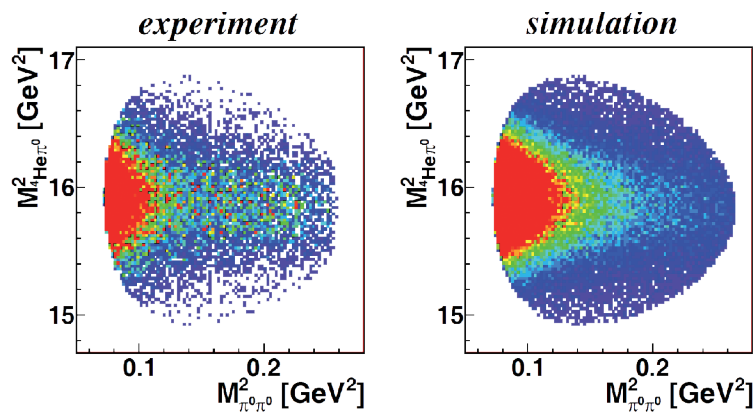 experiment
simulation
M²₄Heπ⁰ [GeV²]
17
16
15
0.1
0.2
M²π⁰π⁰ [GeV²]
M²₄Heπ⁰ [GeV²]
17
16
15
0.1
0.2
M²π⁰π⁰ [GeV²]